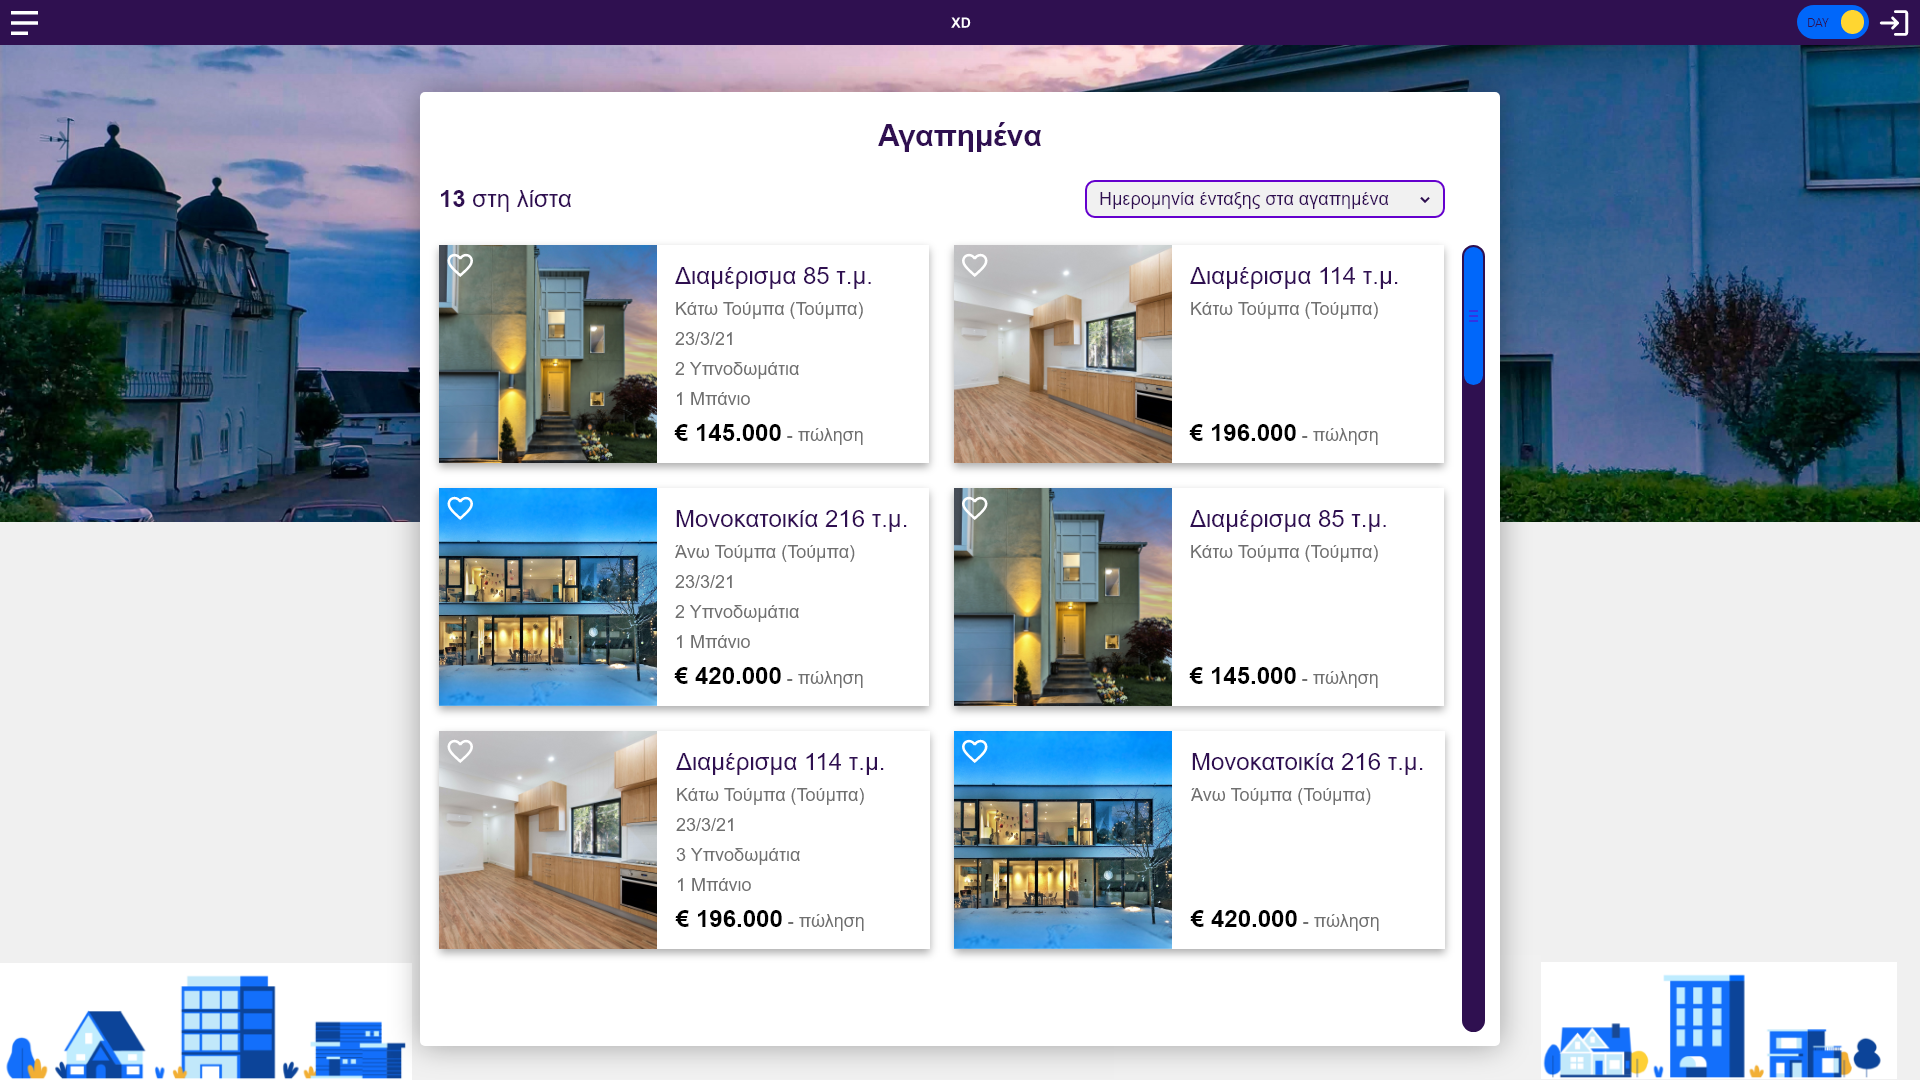 XD
DAY
Αγαπημένα
13 στη λίστα
Ημερομηνία ένταξης στα αγαπημένα
Διαμέρισμα 85 τ.μ.
Κάτω Τούμπα (Τούμπα)
23/3/21
2 Υπνοδωμάτια
1 Μπάνιο
€ 145.000 - πώληση
Διαμέρισμα 114 τ.μ.
Κάτω Τούμπα (Τούμπα)
€ 196.000 - πώληση
Μονοκατοικία 216 τ.μ.
Άνω Τούμπα (Τούμπα)
23/3/21
2 Υπνοδωμάτια
1 Μπάνιο
€ 420.000 - πώληση
Διαμέρισμα 85 τ.μ.
Κάτω Τούμπα (Τούμπα)
€ 145.000 - πώληση
Διαμέρισμα 114 τ.μ.
Κάτω Τούμπα (Τούμπα)
23/3/21
3 Υπνοδωμάτια
1 Μπάνιο
€ 196.000 - πώληση
Μονοκατοικία 216 τ.μ.
Άνω Τούμπα (Τούμπα)
€ 420.000 - πώληση